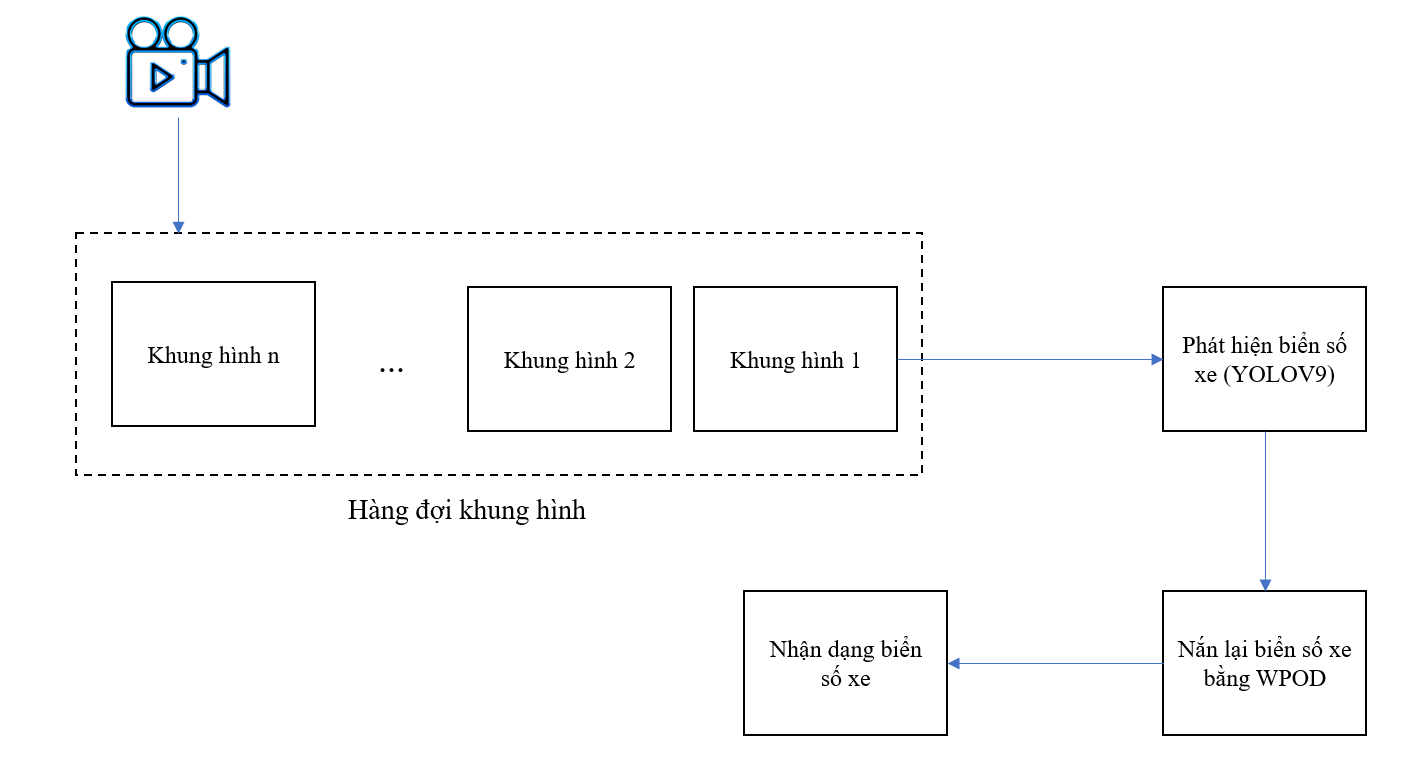 Khung hình n
...
Khung hình 2
Khung hình 1
Phát hiện biển số
xe (YOLOV9)
Hàng đợi khung hình
Nhận dạng biển
số xe
Nắn lại biển số xe
bằng WPOD